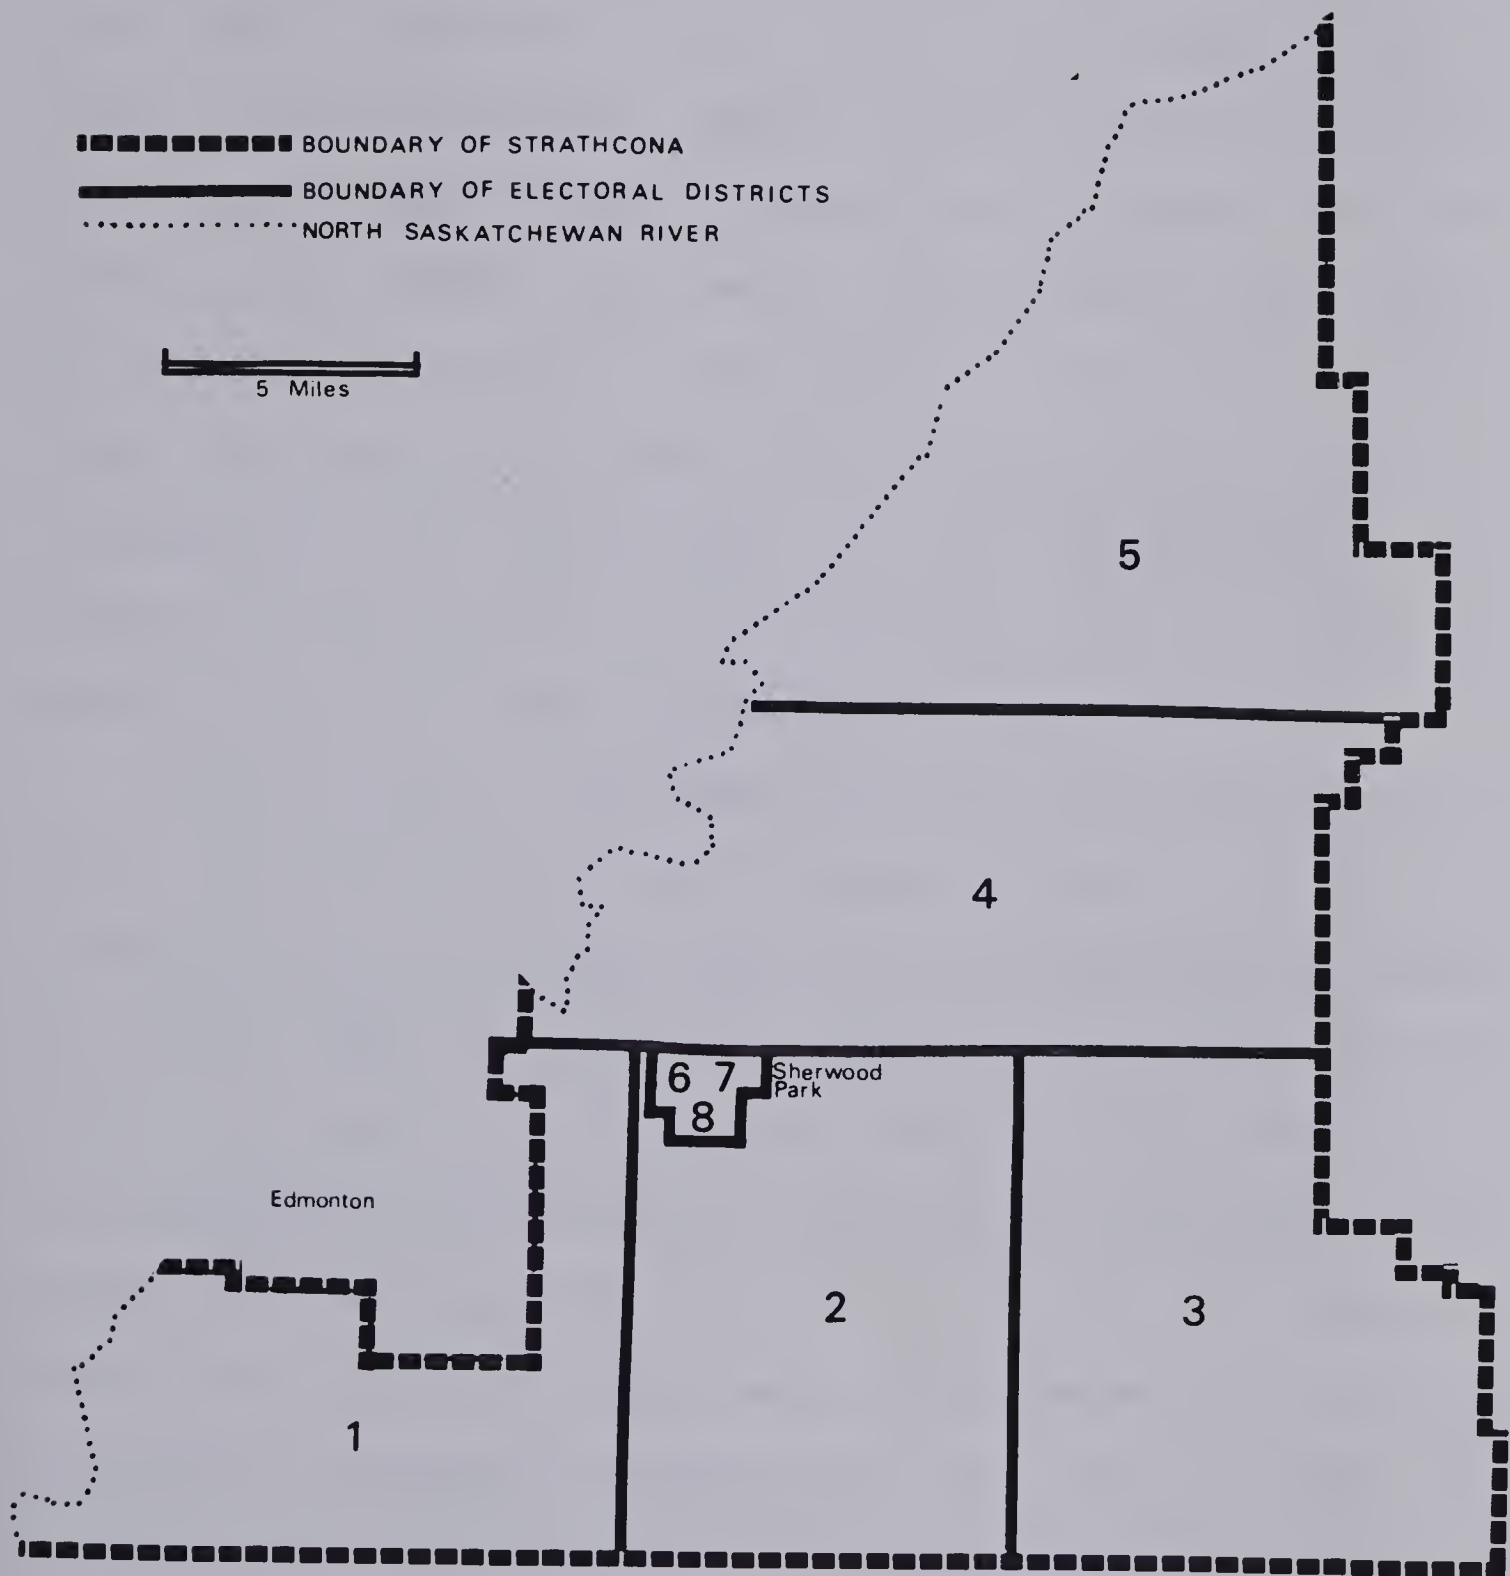 BOUNDARY OF STRATHCONA
BOUNDARY OF ELECTORAL DISTRICTS
NORTH SASKATCHEWAN RIVER
5 Miles
5
4
6 7
8
Sherwood
Park
Edmonton
2
3
1